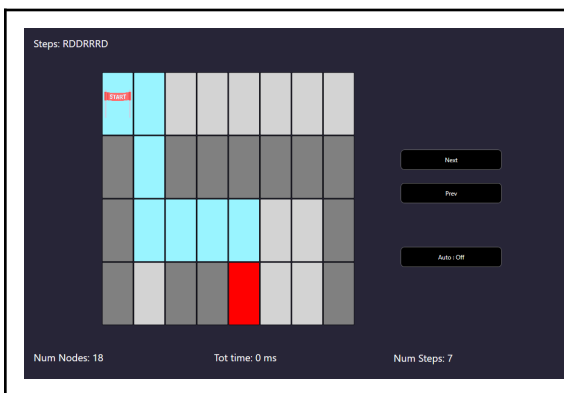 Steps: RDDRRRD
START
Next
Prev
Auto : Off
Num Nodes: 18
Tot time: 0 ms
Num Steps: 7